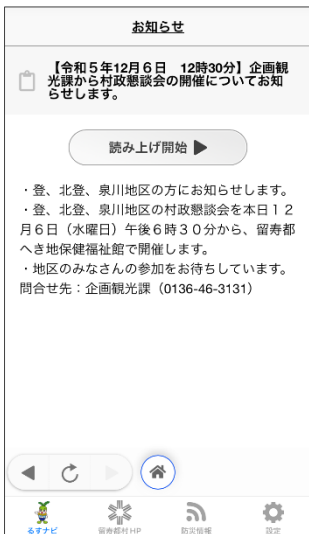 お知らせ
【令和５年12月６日　12時30分】企画観
光課から村政懇談会の開催についてお知
らせします。
読み上げ開始 ▶
・登、北登、泉川地区の方にお知らせします。
・登、北登、泉川地区の村政懇談会を本日１２
月６日（水曜日）午後６時３０分から、留寿都
へき地保健福祉館で開催します。
・地区のみなさんの参加をお待ちしています。
問合せ先：企画観光課（0136-46-3131）
るすナビ
留寿都村HP
防災情報
設定